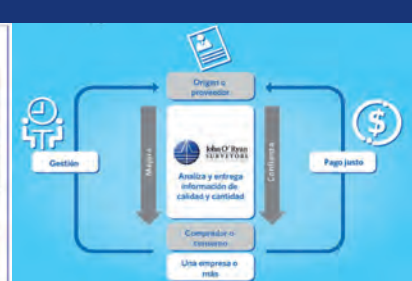 Origen o
proveedor
Gestión
Mejora
John O' Ryan
SURVEYORS
Analiza y entrega
información de
calidad y cantidad
Confianza
Pago justo
Comprador o
consumo
Una empresa o
más